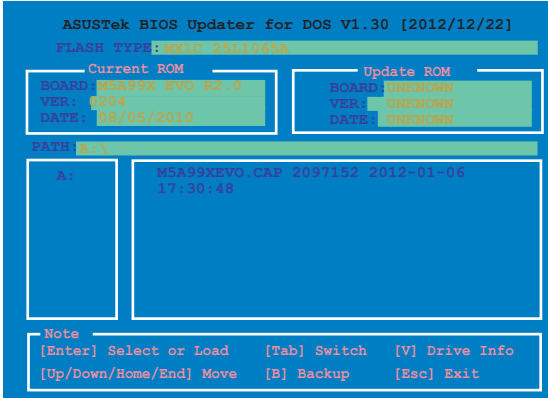 ASUSTek BIOS Updater for DOS V1.30 [2012/12/22]
FLASH TYPE: MXIC 25L1065A
Current ROM
BOARD: M5A99X EVO R2.0
VER: 0204
DATE: 08/05/2010
Update ROM
BOARD: UNKNOWN
VER: UNKNOWN
DATE: UNKNOWN
PATH: A:\
A:
M5A99XEVO.CAP 2097152 2012-01-06
17:30:48
Note
[Enter] Select or Load [Tab] Switch [V] Drive Info
[Up/Down/Home/End] Move [B] Backup [Esc] Exit